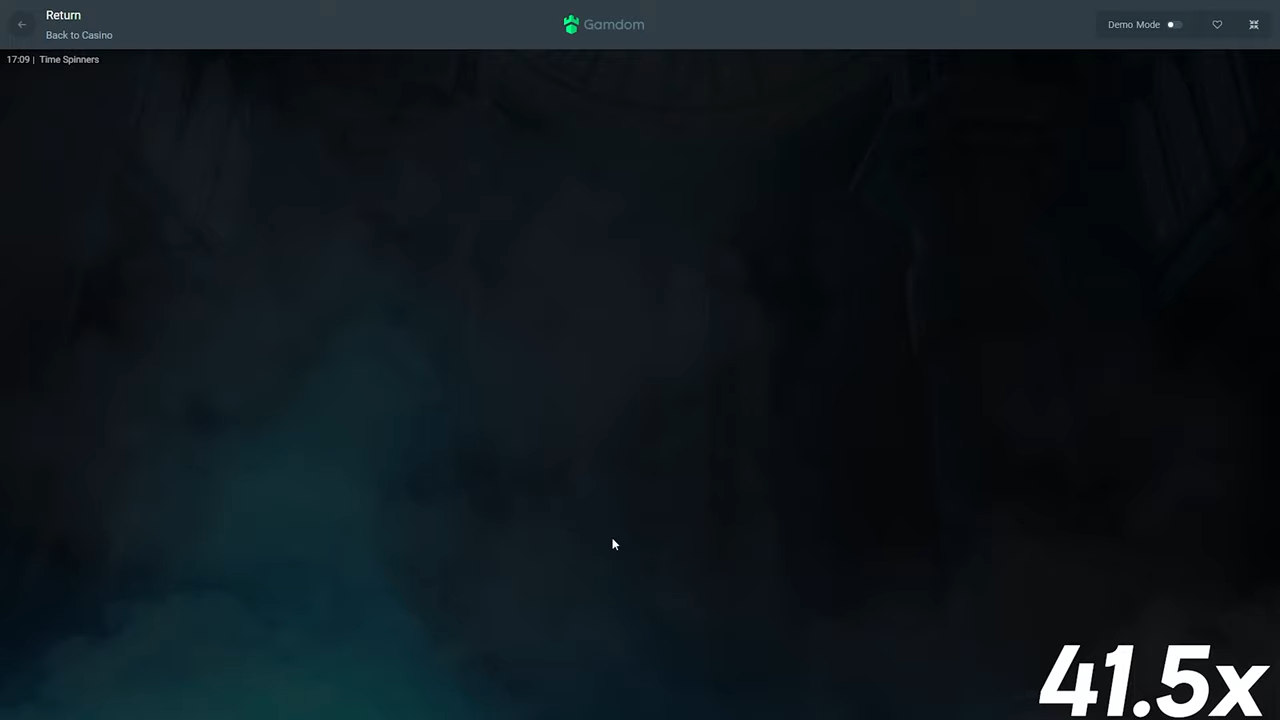 Return
Back to Casino
Gamdom
Demo Mode
17:09 | Time Spinners
41.5x